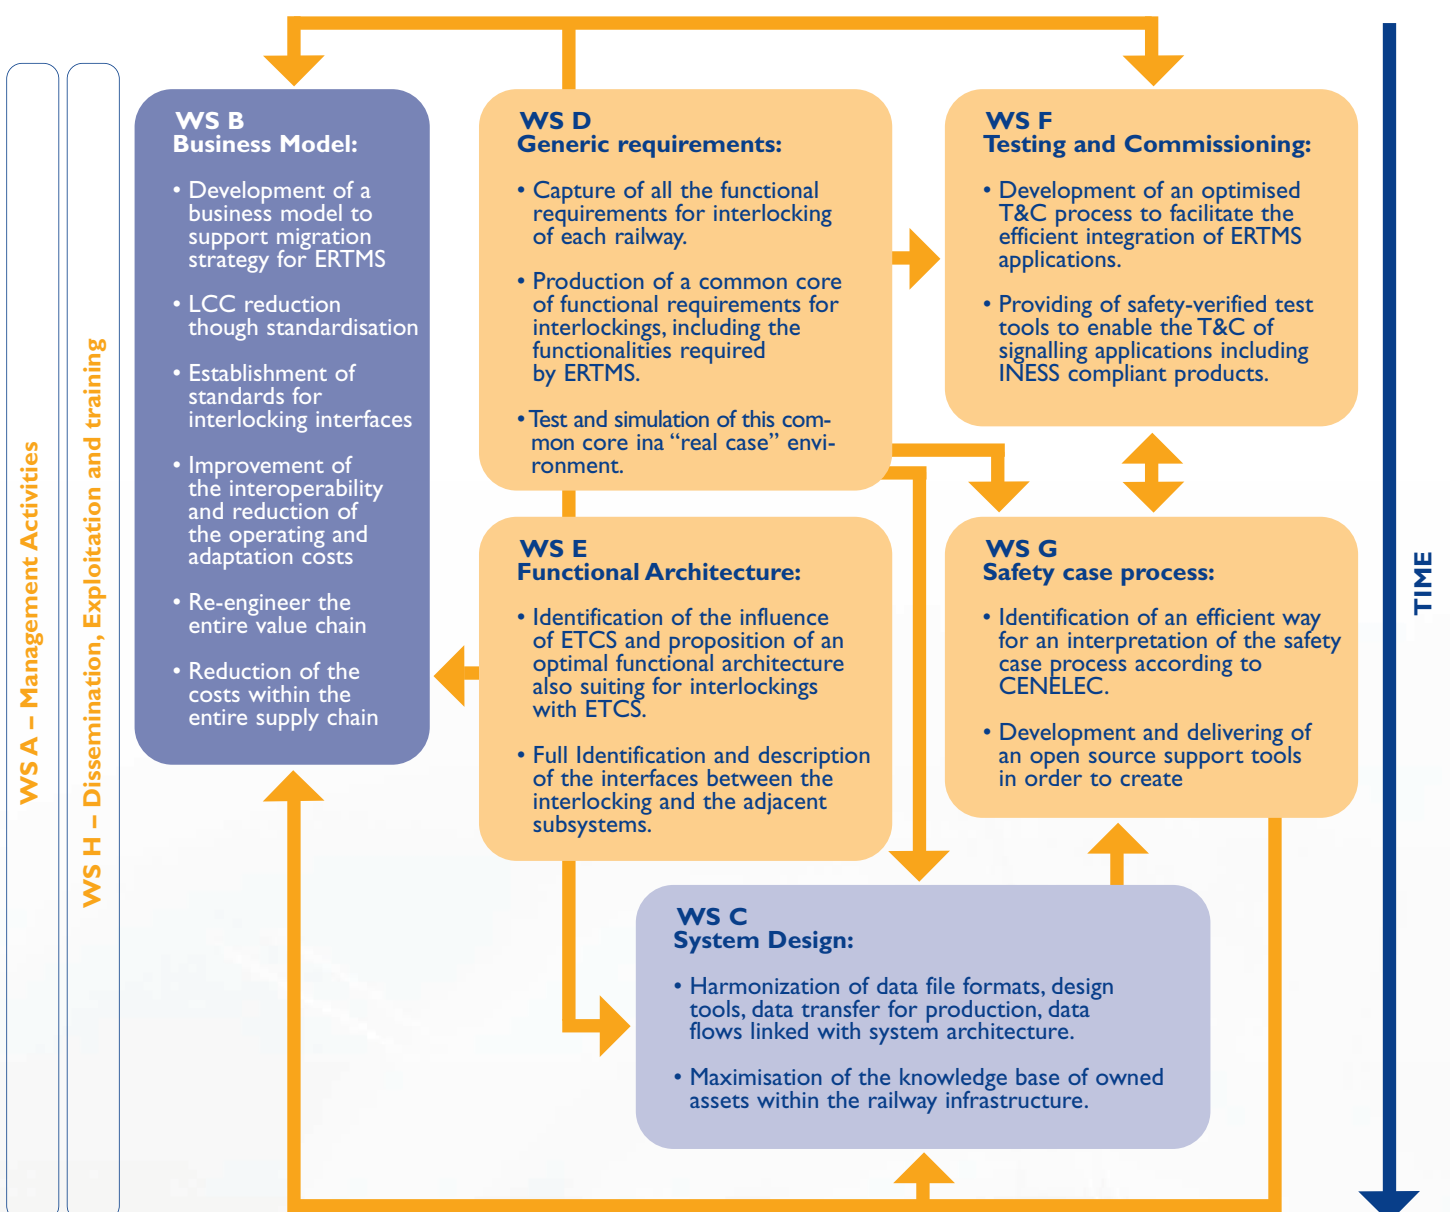 WS A – Management Activities
WS H – Dissemination, Exploitation and training
WS B
Business Model:
• Development of a
business model to
support migration
strategy for ERTMS
• LCC reduction
though standardisation
• Establishment of
standards for
interlocking interfaces
• Improvement of
the interoperability
and reduction of
the operating and
adaptation costs
• Re-engineer the
entire value chain
• Reduction of the
costs within the
entire supply chain
WS D
Generic requirements:
• Capture of all the functional
requirements for interlocking
of each railway.
• Production of a common core
of functional requirements for
interlockings, including the
functionalities required
by ERTMS.
• Test and simulation of this com-
mon core ina “real case” envi-
ronment.
WS E
Functional Architecture:
• Identification of the influence
of ETCS and proposition of an
optimal functional architecture
also suiting for interlockings
with ETCS.
• Full Identification and description
of the interfaces between the
interlocking and the adjacent
subsystems.
WS F
Testing and Commissioning:
• Development of an optimised
T&C process to facilitate the
efficient integration of ERTMS
applications.
• Providing of safety-verified test
tools to enable the T&C of
signalling applications including
INESS compliant products.
WS G
Safety case process:
• Identification of an efficient way
for an interpretation of the safety
case process according to
CENELEC.
• Development and delivering of
an open source support tools
in order to create
WS C
System Design:
• Harmonization of data file formats, design
tools, data transfer for production, data
flows linked with system architecture.
• Maximisation of the knowledge base of owned
assets within the railway infrastructure.
TIME